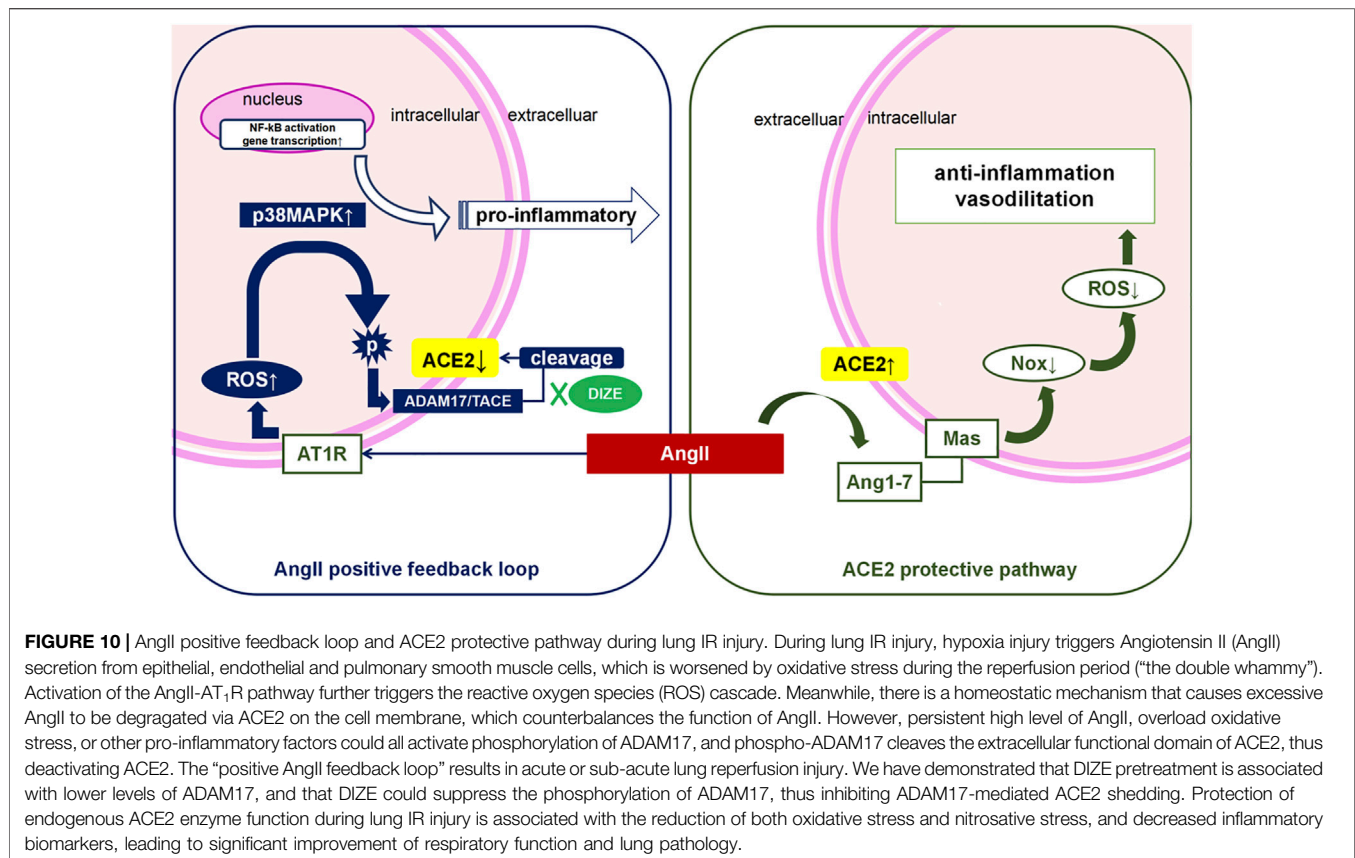 nucleus
NF-kB activation
gene transcription↑
intracellular
extracelluar
p38MAPK↑
pro-inflammatory
p
ROS↑
ACE2↓
cleavage
ADAM17/TACE
X
DIZE
AT1R
AngII
AngII positive feedback loop
extracelluar
intracellular
anti-inflammation
vasodilitation
ROS↓
ACE2↑
Nox↓
Mas
Ang1-7
ACE2 protective pathway
FIGURE 10 | AngII positive feedback loop and ACE2 protective pathway during lung IR injury. During lung IR injury, hypoxia injury triggers Angiotensin II (AngII)
secretion from epithelial, endothelial and pulmonary smooth muscle cells, which is worsened by oxidative stress during the reperfusion period (“the double whammy”).
Activation of the AngII-AT₁R pathway further triggers the reactive oxygen species (ROS) cascade. Meanwhile, there is a homeostatic mechanism that causes excessive
AngII to be degragated via ACE2 on the cell membrane, which counterbalances the function of AngII. However, persistent high level of AngII, overload oxidative
stress, or other pro-inflammatory factors could all activate phosphorylation of ADAM17, and phospho-ADAM17 cleaves the extracellular functional domain of ACE2, thus
deactivating ACE2. The “positive AngII feedback loop” results in acute or sub-acute lung reperfusion injury. We have demonstrated that DIZE pretreatment is associated
with lower levels of ADAM17, and that DIZE could suppress the phosphorylation of ADAM17, thus inhibiting ADAM17-mediated ACE2 shedding. Protection of
endogenous ACE2 enzyme function during lung IR injury is associated with the reduction of both oxidative stress and nitrosative stress, and decreased inflammatory
biomarkers, leading to significant improvement of respiratory function and lung pathology.